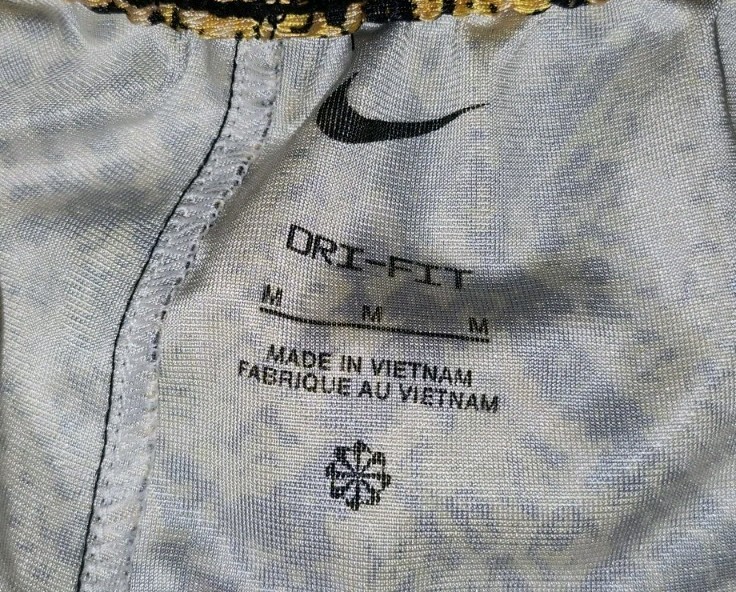 DRI-FIT
M M M
MADE IN VIETNAM
FABRIQUE AU VIETNAM